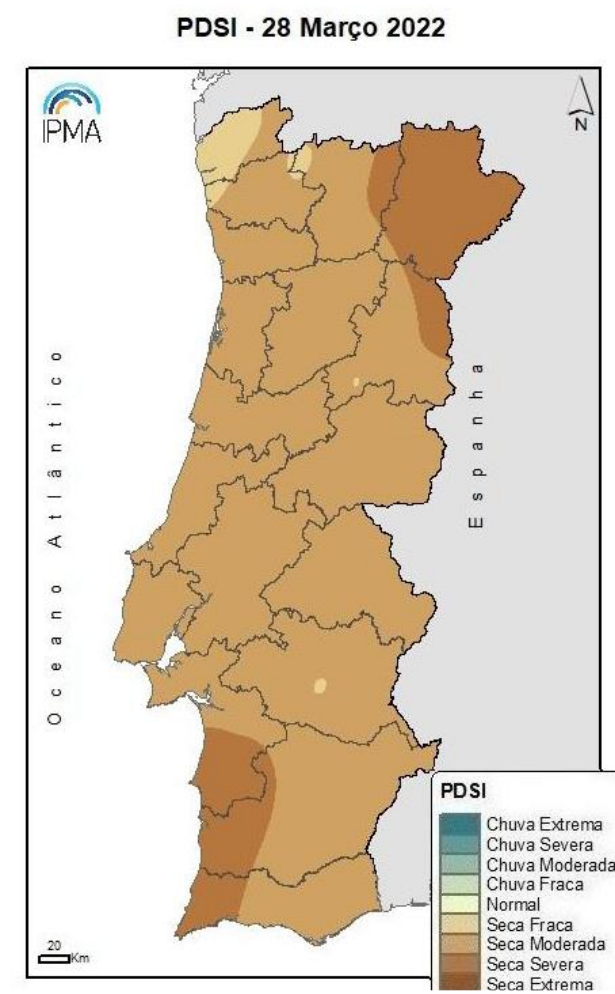 PDSI - 28 Março 2022
IPMA
N
Oceano Atlântico
Espanha
20
Km
PDSI
Chuva Extrema
Chuva Severa
Chuva Moderada
Chuva Fraca
Normal
Seca Fraca
Seca Moderada
Seca Severa
Seca Extrema